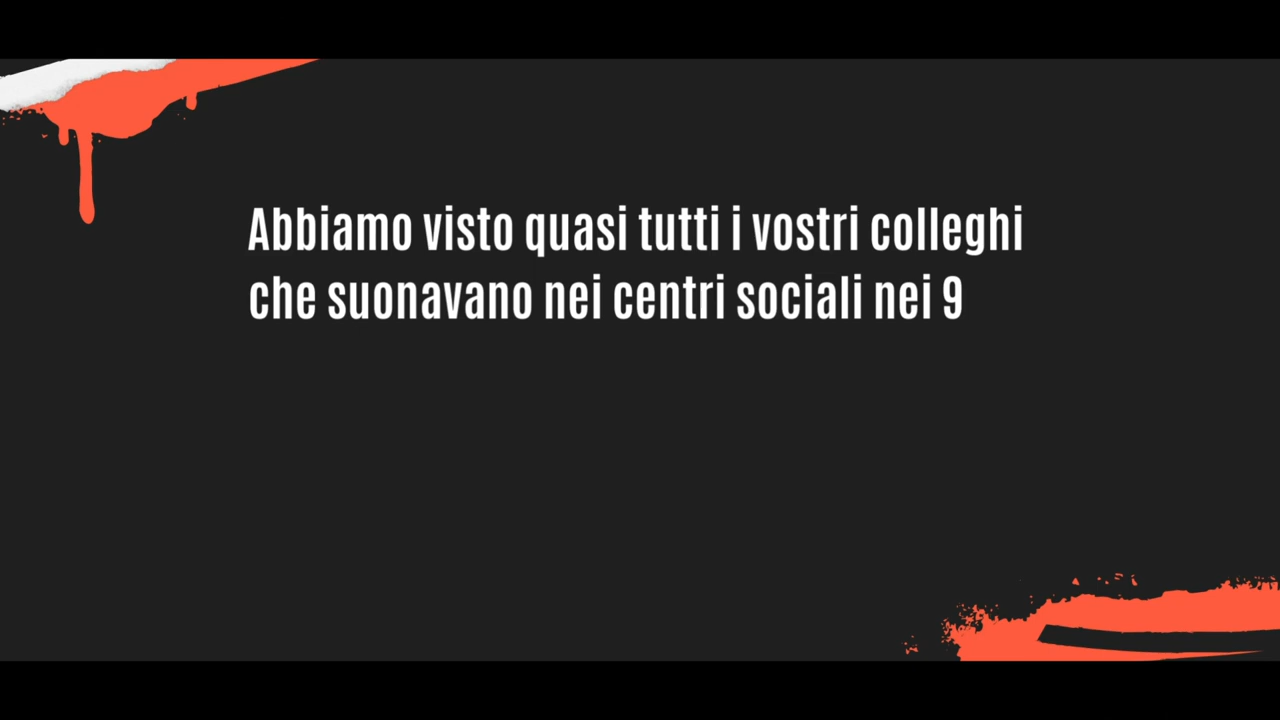 Abbiamo visto quasi tutti i vostri colleghi
che suonavano nei centri sociali nei 9